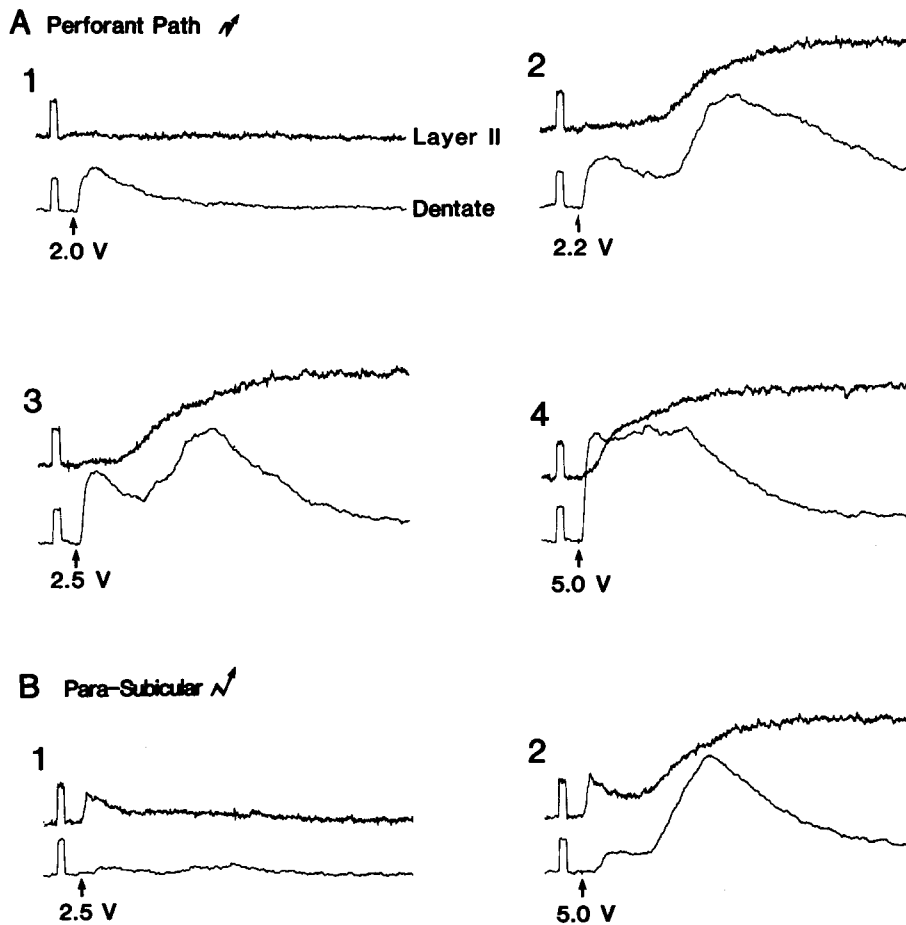 A Perforant Path
1
Layer II
Dentate
2.0 V
2
2.2 V
3
2.5 V
4
5.0 V
B Para-Subicular
1
2.5 V
2
5.0 V